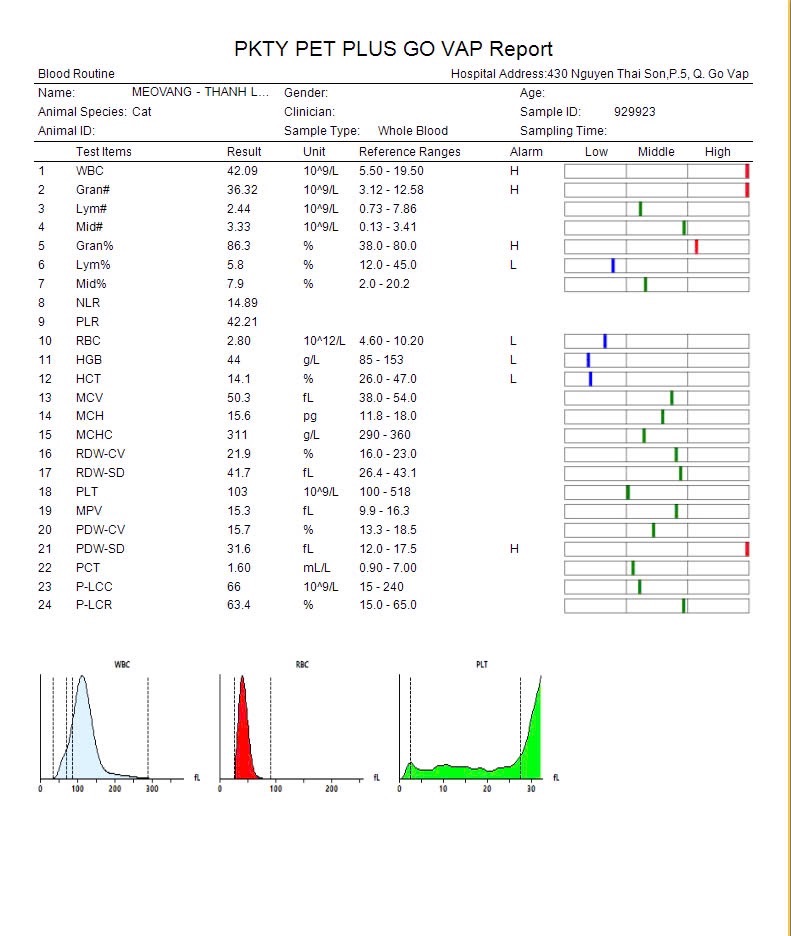 PKTY PET PLUS GO VAP Report
Blood Routine Hospital Address:430 Nguyen Thai Son,P.5, Q. Go Vap
Name: MEOVANG - THANH L... Gender: Age:
Animal Species: Cat Clinician: Sample ID: 929923
Animal ID: Sample Type: Whole Blood Sampling Time:
Test Items Result Unit Reference Ranges Alarm Low Middle High
1 WBC 42.09 10^9/L 5.50 - 19.50 H
2 Gran# 36.32 10^9/L 3.12 - 12.58 H
3 Lym# 2.44 10^9/L 0.73 - 7.86
4 Mid# 3.33 10^9/L 0.13 - 3.41
5 Gran% 86.3 % 38.0 - 80.0 H
6 Lym% 5.8 % 12.0 - 45.0 L
7 Mid% 7.9 % 2.0 - 20.2
8 NLR 14.89
9 PLR 42.21
10 RBC 2.80 10^12/L 4.60 - 10.20 L
11 HGB 44 g/L 85 - 153 L
12 HCT 14.1 % 26.0 - 47.0 L
13 MCV 50.3 fL 38.0 - 54.0
14 MCH 15.6 pg 11.8 - 18.0
15 MCHC 311 g/L 290 - 360
16 RDW-CV 21.9 % 16.0 - 23.0
17 RDW-SD 41.7 fL 26.4 - 43.1
18 PLT 103 10^9/L 100 - 518
19 MPV 15.3 fL 9.9 - 16.3
20 PDW-CV 15.7 % 13.3 - 18.5
21 PDW-SD 31.6 fL 12.0 - 17.5 H
22 PCT 1.60 mL/L 0.90 - 7.00
23 P-LCC 66 10^9/L 15 - 240
24 P-LCR 63.4 % 15.0 - 65.0
WBC RBC PLT
fL fL fL
0 100 200 300 0 100 200 0 10 20 30